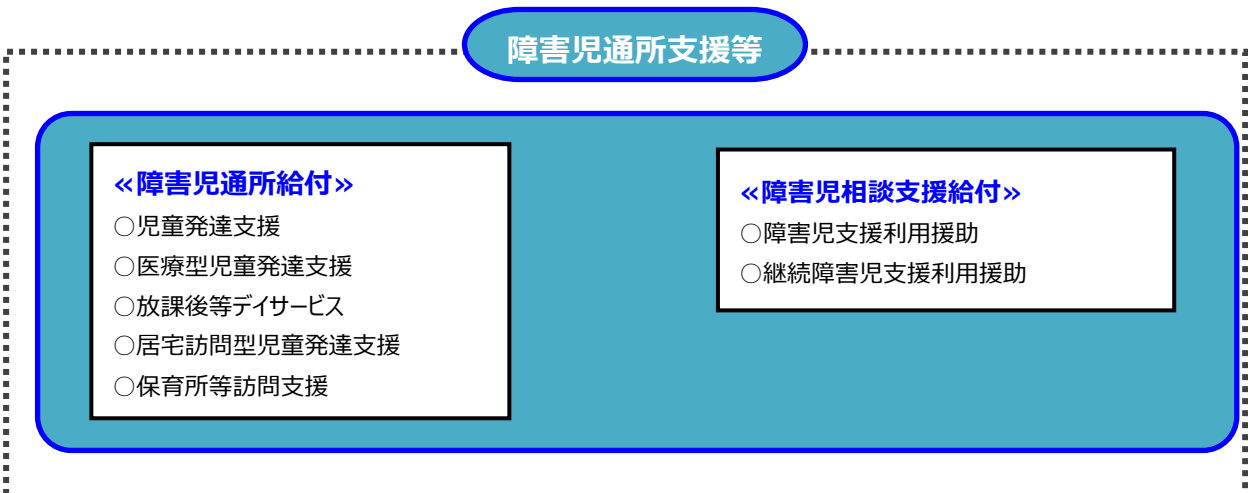 障害児通所支援等
≪障害児通所給付≫
○児童発達支援
○医療型児童発達支援
○放課後等デイサービス
○居宅訪問型児童発達支援
○保育所等訪問支援
≪障害児相談支援給付≫
○障害児支援利用援助
○継続障害児支援利用援助